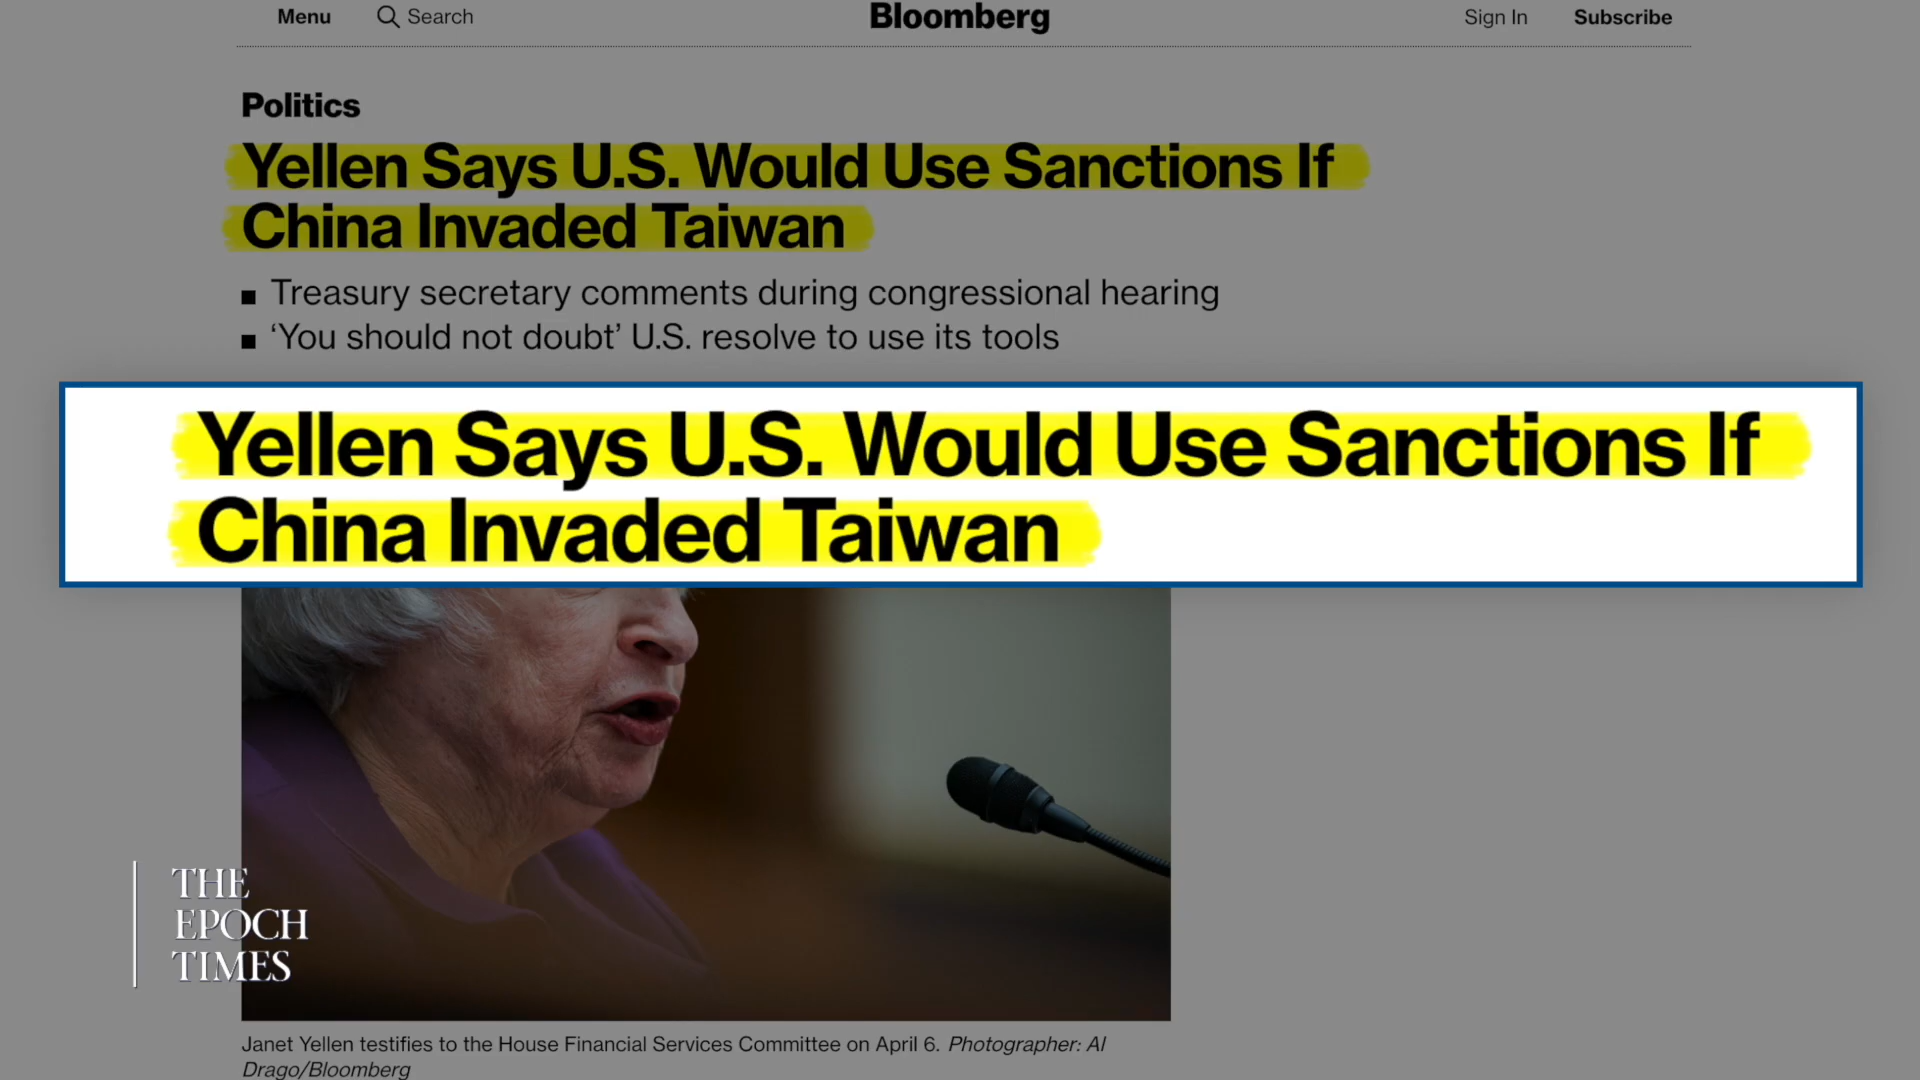 Menu Search Bloomberg Sign In Subscribe
Politics
Yellen Says U.S. Would Use Sanctions If
China Invaded Taiwan
■ Treasury secretary comments during congressional hearing
■ ‘You should not doubt’ U.S. resolve to use its tools
Yellen Says U.S. Would Use Sanctions If
China Invaded Taiwan
THE
EPOCH
TIMES
Janet Yellen testifies to the House Financial Services Committee on April 6. Photographer: Al
Drago/Bloomberg